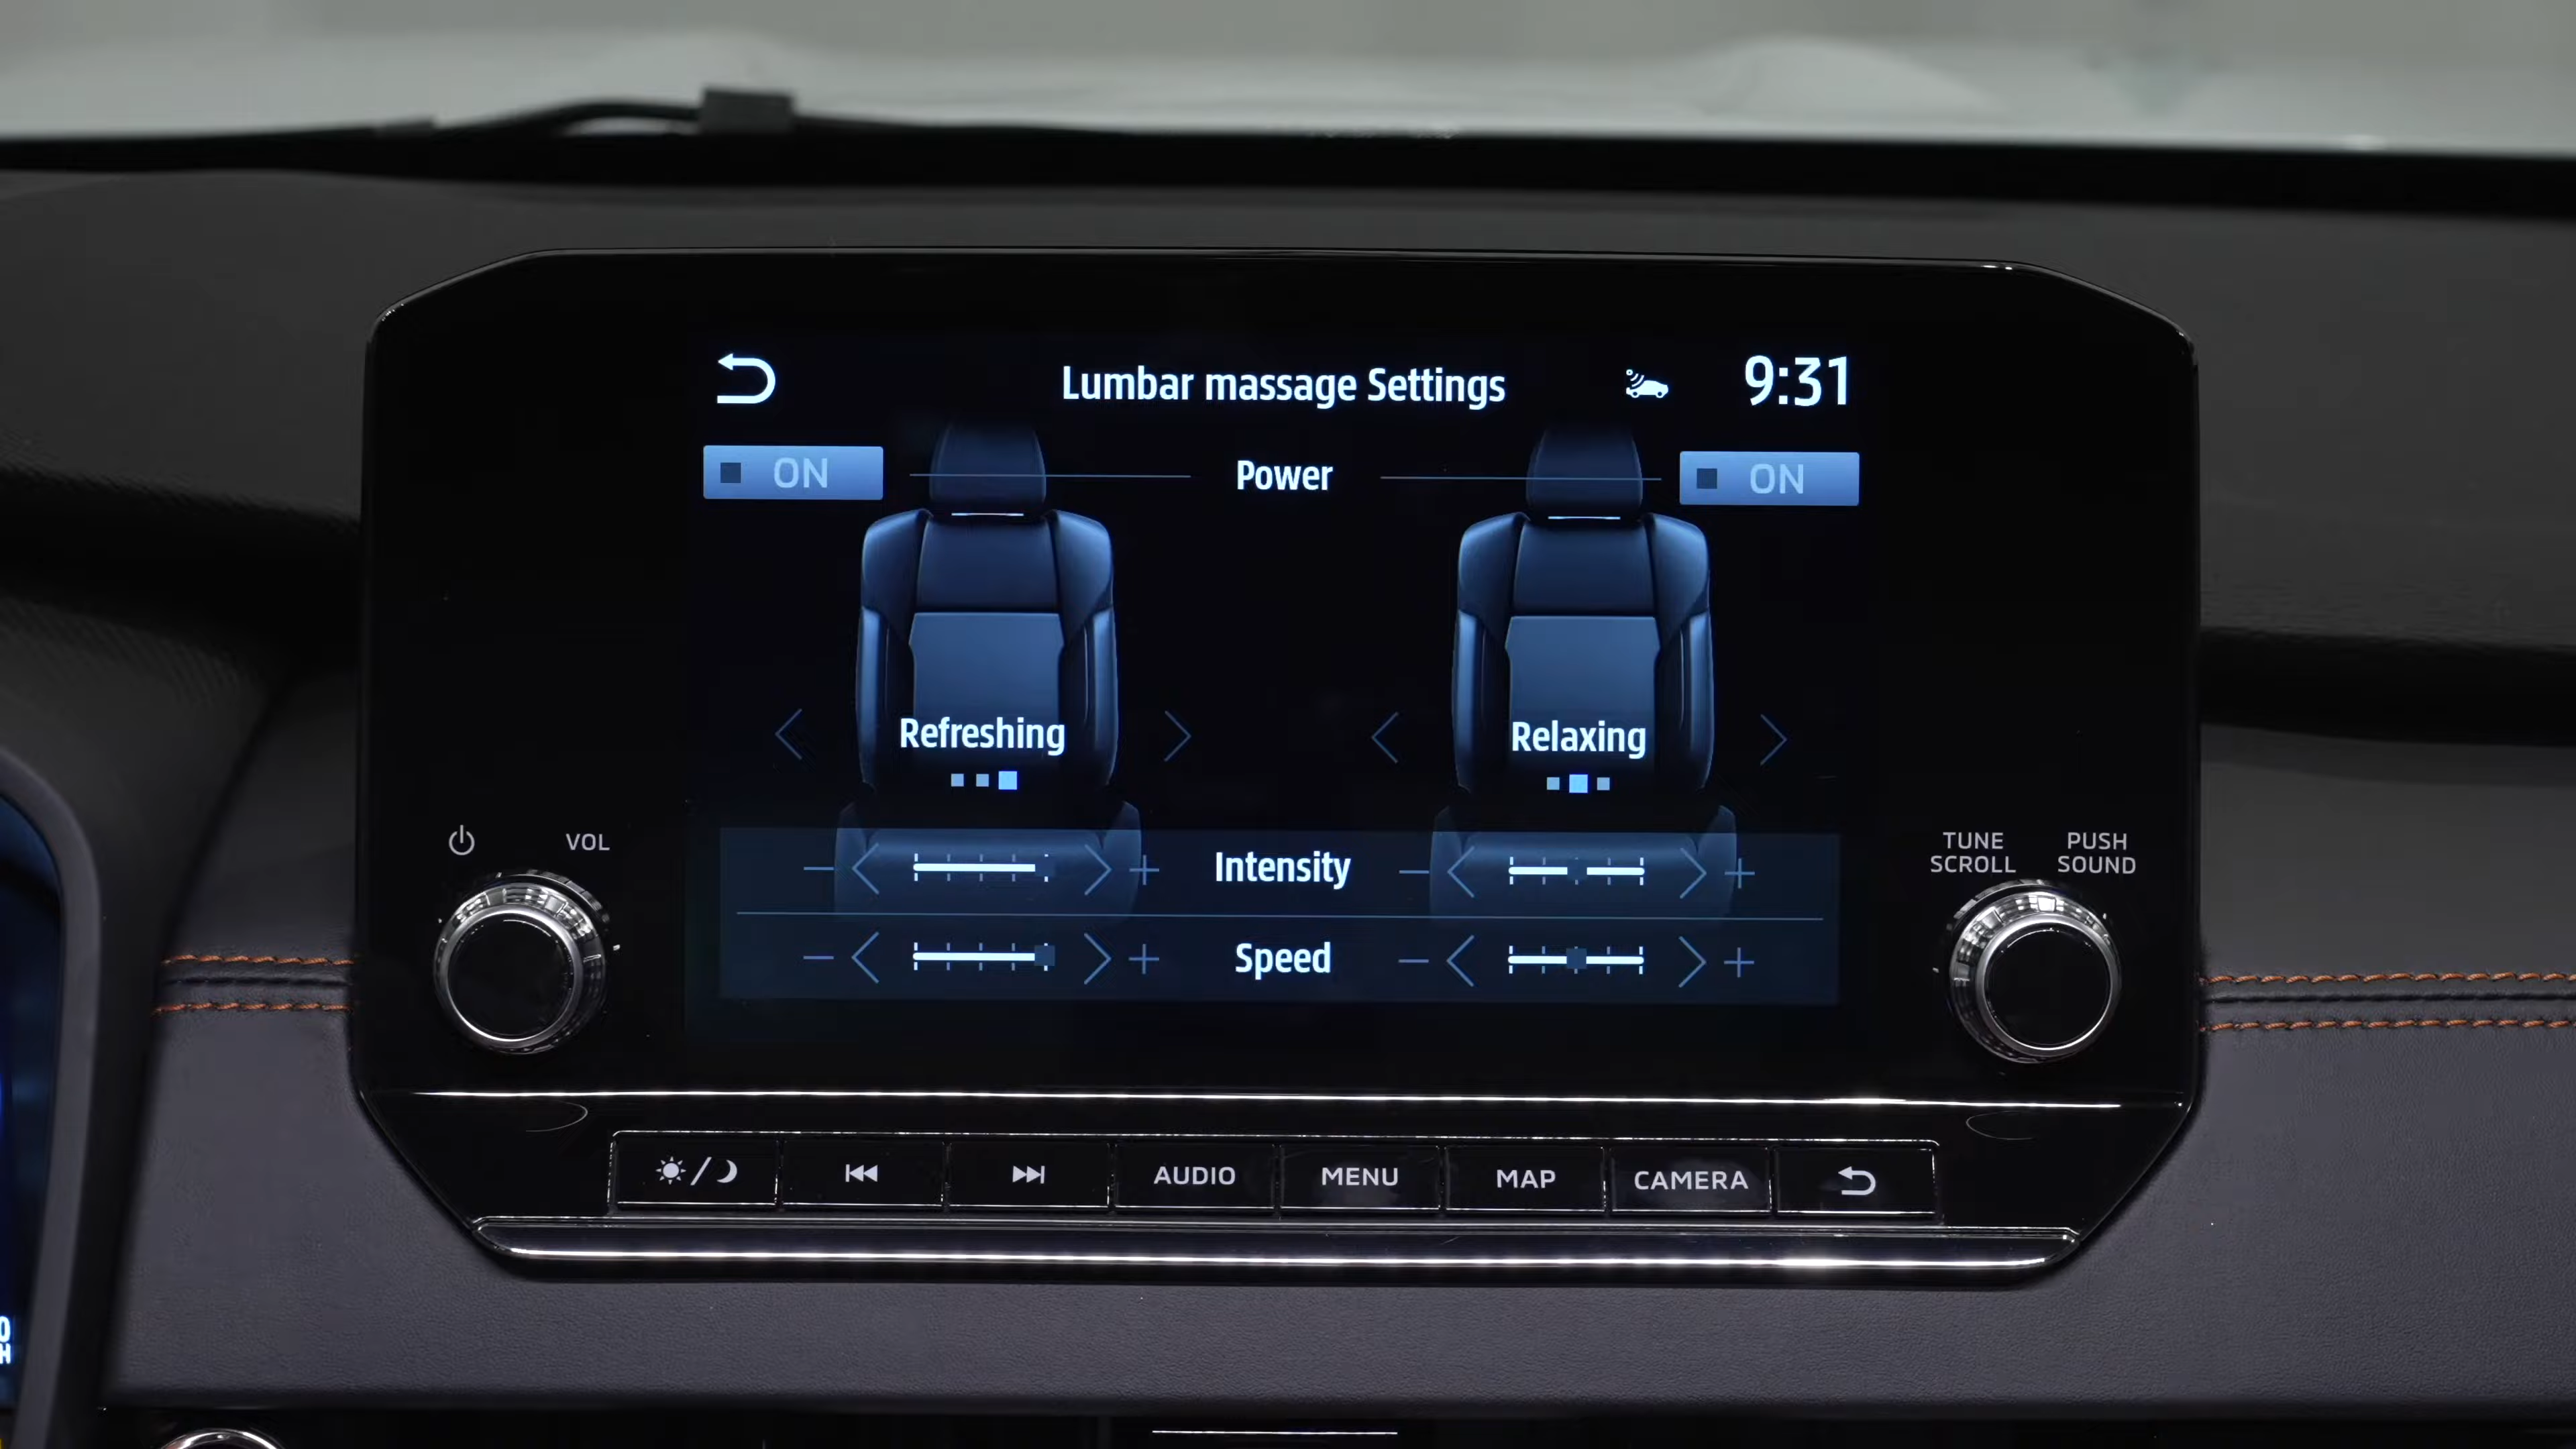 Lumbar massage Settings
9:31
ON
Power
ON
Refreshing
Relaxing
Intensity
Speed
VOL
TUNE
SCROLL
PUSH
SOUND
AUDIO
MENU
MAP
CAMERA